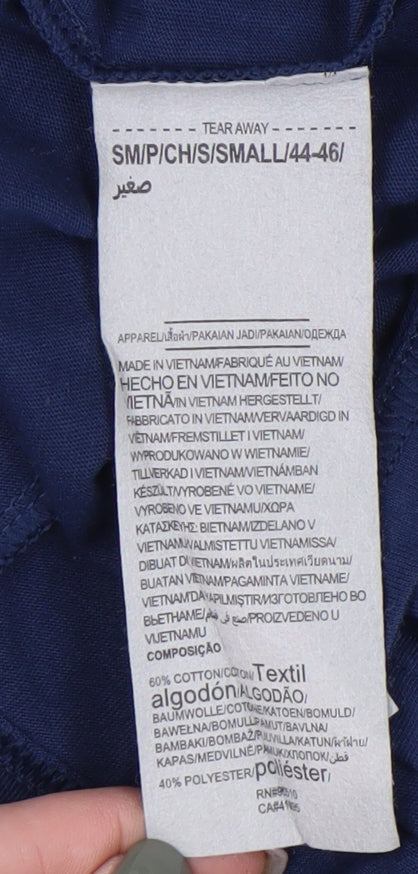 - - - - - - - - TEAR AWAY - - - - - - - -
SM/P/CH/S/SMALL/44-46/
صغير
APPAREL/เสื้อผ้า/PAKAIAN JADI/PAKAIAN/ОДЕЖДА
MADE IN VIETNAM/FABRIQUÉ AU VIETNAM/
HECHO EN VIETNAM/FEITO NO
VIETNÃ/IN VIETNAM HERGESTELLT/
FABBRICATO IN VIETNAM/VERVAARDIGD IN
VIETNAM/FREMSTILLET I VIETNAM/
WYPRODUKOWANO W WIETNAMIE/
TILLVERKAD I VIETNAM/VIETNÁMBAN
KÉSZÜLT/VYROBENÉ VO VIETNAME/
VYROBENO VE VIETNAMU/ΧΩΡΑ
ΚΑΤΑΣΚΕΥΗΣ: ΒΙΕΤΝΑΜ/IZDELANO V
VIETNAMU/VALMISTETTU VIETNAMISSA/
DIBUAT DI VIETNAM/ผลิตในประเทศเวียดนาม/
BUATAN VIETNAM/PAGAMINTA VIETNAME/
VIETNAM'DA YAPILMIŞTIR/ИЗГОТОВЛЕНО ВО
ВЬЕТНАМЕ/صنع في فيتنام/PROIZVEDENO U
VIJETNAMU
COMPOSIÇÃO
60% COTTON/COTON/Textil
algodón/ALGODÃO/
BAUMWOLLE/COTONE/KATOEN/BOMULD/
BAWEŁNA/BOMULL/PAMUT/BAVLNA/
ΒΑΜΒΑΚΙ/BOMBAŽ/PUUVILLA/KATUN/ผ้าฝ้าย/
KAPAS/MEDVILNĖ/PAMUK/ХЛОПОК/قطن/
40% POLYESTER/poliéster/